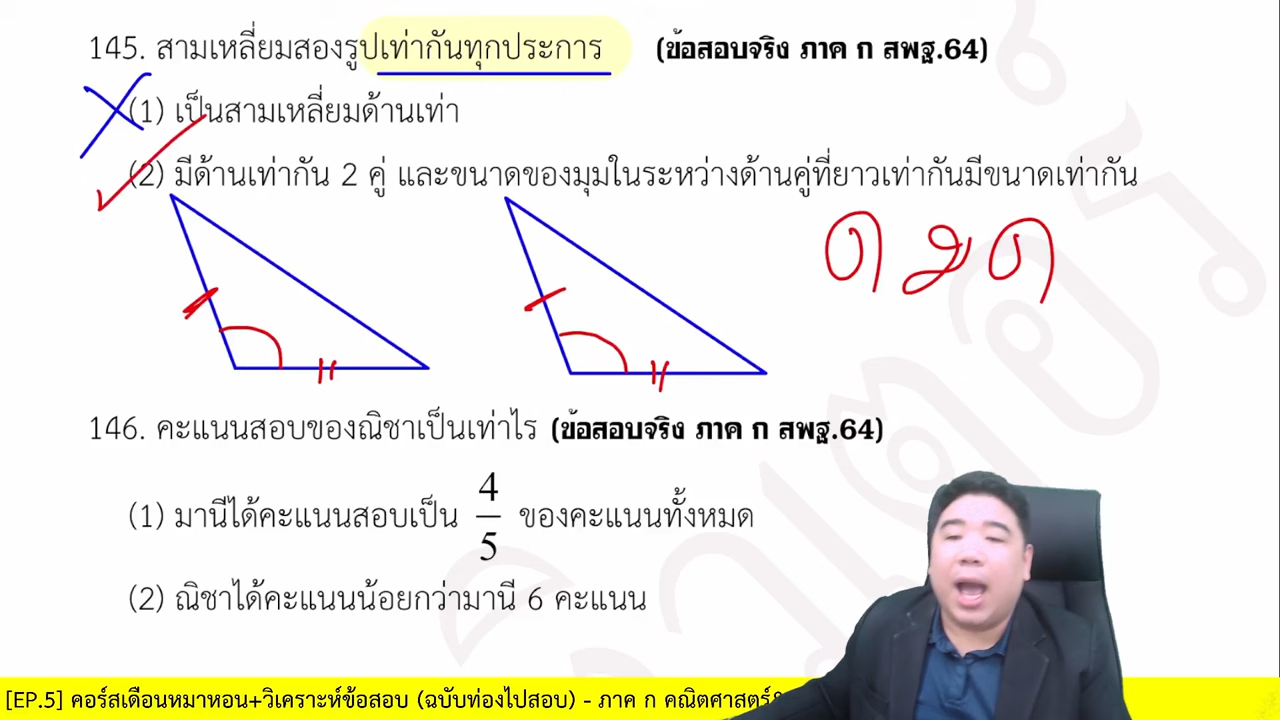 145. สามเหลี่ยมสองรูปเท่ากันทุกประการ (ข้อสอบจริง ภาค ก สพฐ.64)
(1) เป็นสามเหลี่ยมด้านเท่า
(2) มีด้านเท่ากัน 2 คู่ และขนาดของมุมในระหว่างด้านคู่ที่ยาวเท่ากันมีขนาดเท่ากัน
ด ม ด
146. คะแนนสอบของณิชาเป็นเท่าไร (ข้อสอบจริง ภาค ก สพฐ.64)
(1) มานีได้คะแนนสอบเป็น 4/5 ของคะแนนทั้งหมด
(2) ณิชาได้คะแนนน้อยกว่ามานี 6 คะแนน
[EP.5] คอร์สเดือนหมาหอน+วิเคราะห์ข้อสอบ (ฉบับท่องไปสอบ) - ภาค ก คณิตศาสตร์